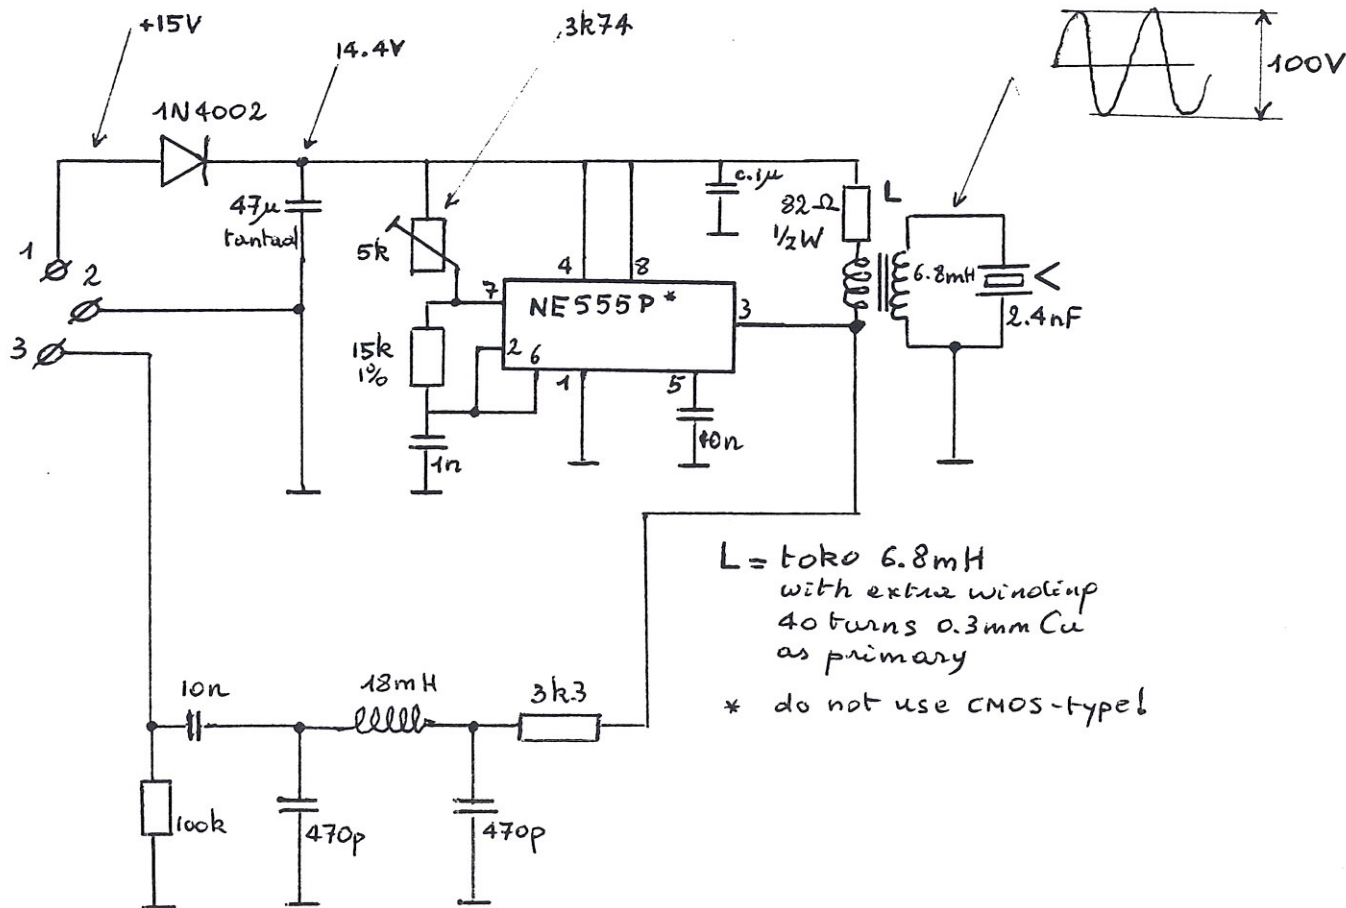 +15V
14.4V
3k74
100V
1N4002
47μ
tantaal
5k
c.1μ
82Ω
1/2W
L
1
2
3
4
8
7
NE555P*
3
6.8mH
2.4nF
15k
1%
2
6
1
5
10n
1n
L = toko 6.8mH
with extra winding
40 turns 0.3mm Cu
as primary
* do not use CMOS-type!
10n
18mH
3k3
100k
470p
470p